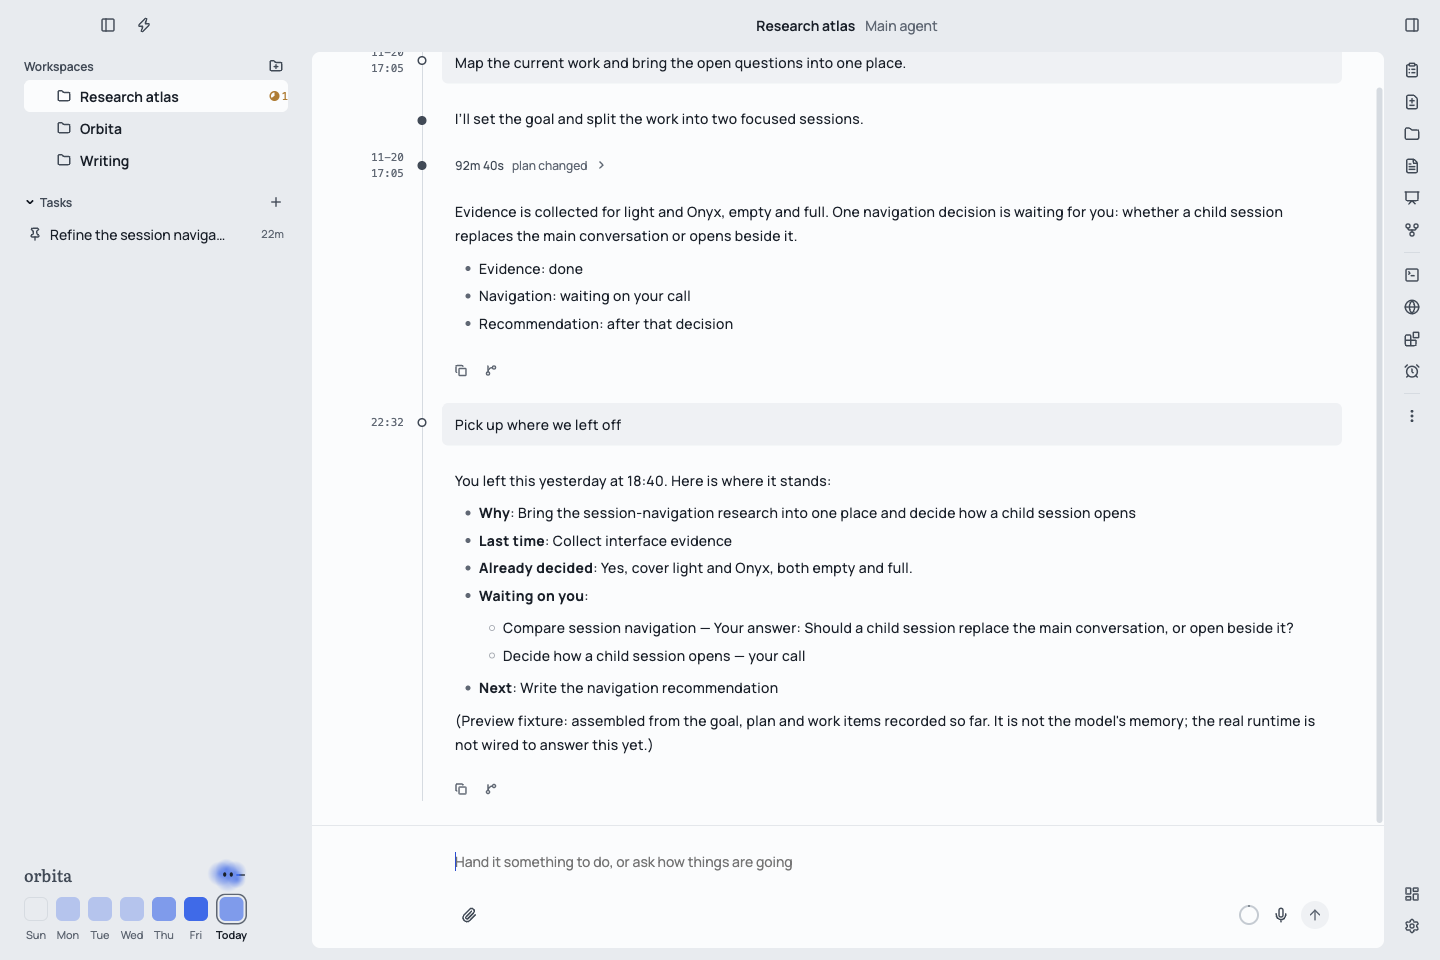 Research atlas Main agent
Workspaces
Research atlas 1
Orbita
Writing
Tasks
Refine the session naviga… 22m
orbita
Sun Mon Tue Wed Thu Fri Today
11–20
17:05
Map the current work and bring the open questions into one place.
I'll set the goal and split the work into two focused sessions.
11–20
17:05
92m 40s plan changed
Evidence is collected for light and Onyx, empty and full. One navigation decision is waiting for you: whether a child session
replaces the main conversation or opens beside it.
• Evidence: done
• Navigation: waiting on your call
• Recommendation: after that decision
22:32
Pick up where we left off
You left this yesterday at 18:40. Here is where it stands:
• Why: Bring the session-navigation research into one place and decide how a child session opens
• Last time: Collect interface evidence
• Already decided: Yes, cover light and Onyx, both empty and full.
• Waiting on you:
◦ Compare session navigation — Your answer: Should a child session replace the main conversation, or open beside it?
◦ Decide how a child session opens — your call
• Next: Write the navigation recommendation
(Preview fixture: assembled from the goal, plan and work items recorded so far. It is not the model's memory; the real runtime is
not wired to answer this yet.)
Hand it something to do, or ask how things are going